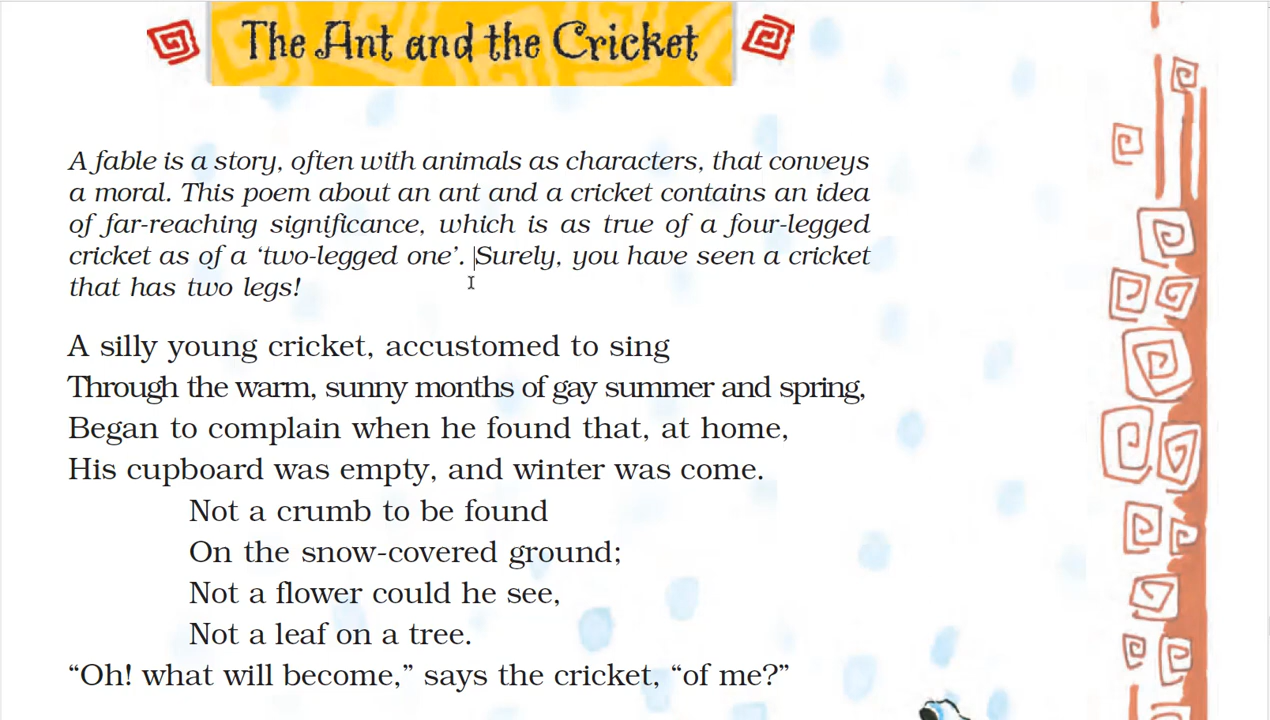 The Ant and the Cricket
A fable is a story, often with animals as characters, that conveys
a moral. This poem about an ant and a cricket contains an idea
of far-reaching significance, which is as true of a four-legged
cricket as of a ‘two-legged one’. Surely, you have seen a cricket
that has two legs!
A silly young cricket, accustomed to sing
Through the warm, sunny months of gay summer and spring,
Began to complain when he found that, at home,
His cupboard was empty, and winter was come.
Not a crumb to be found
On the snow-covered ground;
Not a flower could he see,
Not a leaf on a tree.
“Oh! what will become,” says the cricket, “of me?”